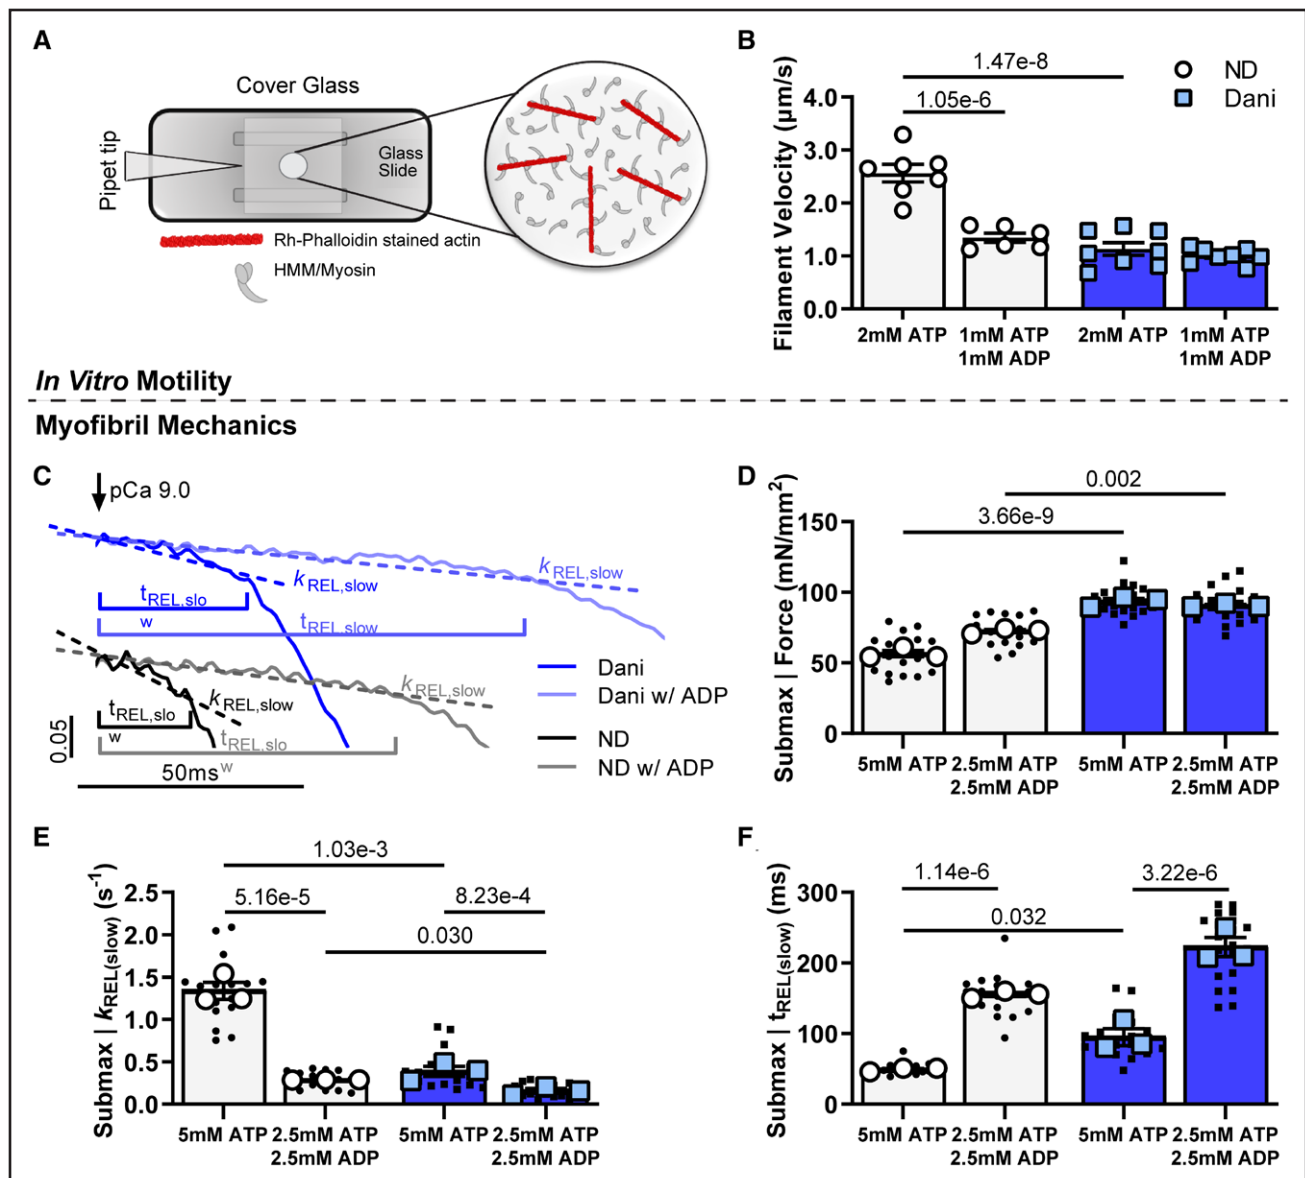 A
Cover Glass
Pipet tip
Glass
Slide
Rh-Phalloidin stained actin
HMM/Myosin
B
ND
Dani
1.47e-8
1.05e-6
Filament Velocity (μm/s)
4.0
3.0
2.0
1.0
0.0
2mM ATP
1mM ATP
1mM ADP
2mM ATP
1mM ATP
1mM ADP
In Vitro Motility
Myofibril Mechanics
C
pCa 9.0
kREL,slow
kREL,slow
tREL,slo
w
tREL,slow
kREL,slow
kREL,slow
tREL,slo
w
tREL,slo
w
0.05
50ms
Dani
Dani w/ ADP
ND
ND w/ ADP
D
0.002
3.66e-9
Submax | Force (mN/mm2)
150
100
50
0
5mM ATP
2.5mM ATP
2.5mM ADP
5mM ATP
2.5mM ATP
2.5mM ADP
E
1.03e-3
5.16e-5
8.23e-4
0.030
Submax | kREL(slow) (s-1)
2.5
2.0
1.5
1.0
0.5
0.0
5mM ATP
2.5mM ATP
2.5mM ADP
5mM ATP
2.5mM ATP
2.5mM ADP
F
1.14e-6
3.22e-6
0.032
Submax | tREL(slow) (ms)
300
200
100
0
5mM ATP
2.5mM ATP
2.5mM ADP
5mM ATP
2.5mM ATP
2.5mM ADP